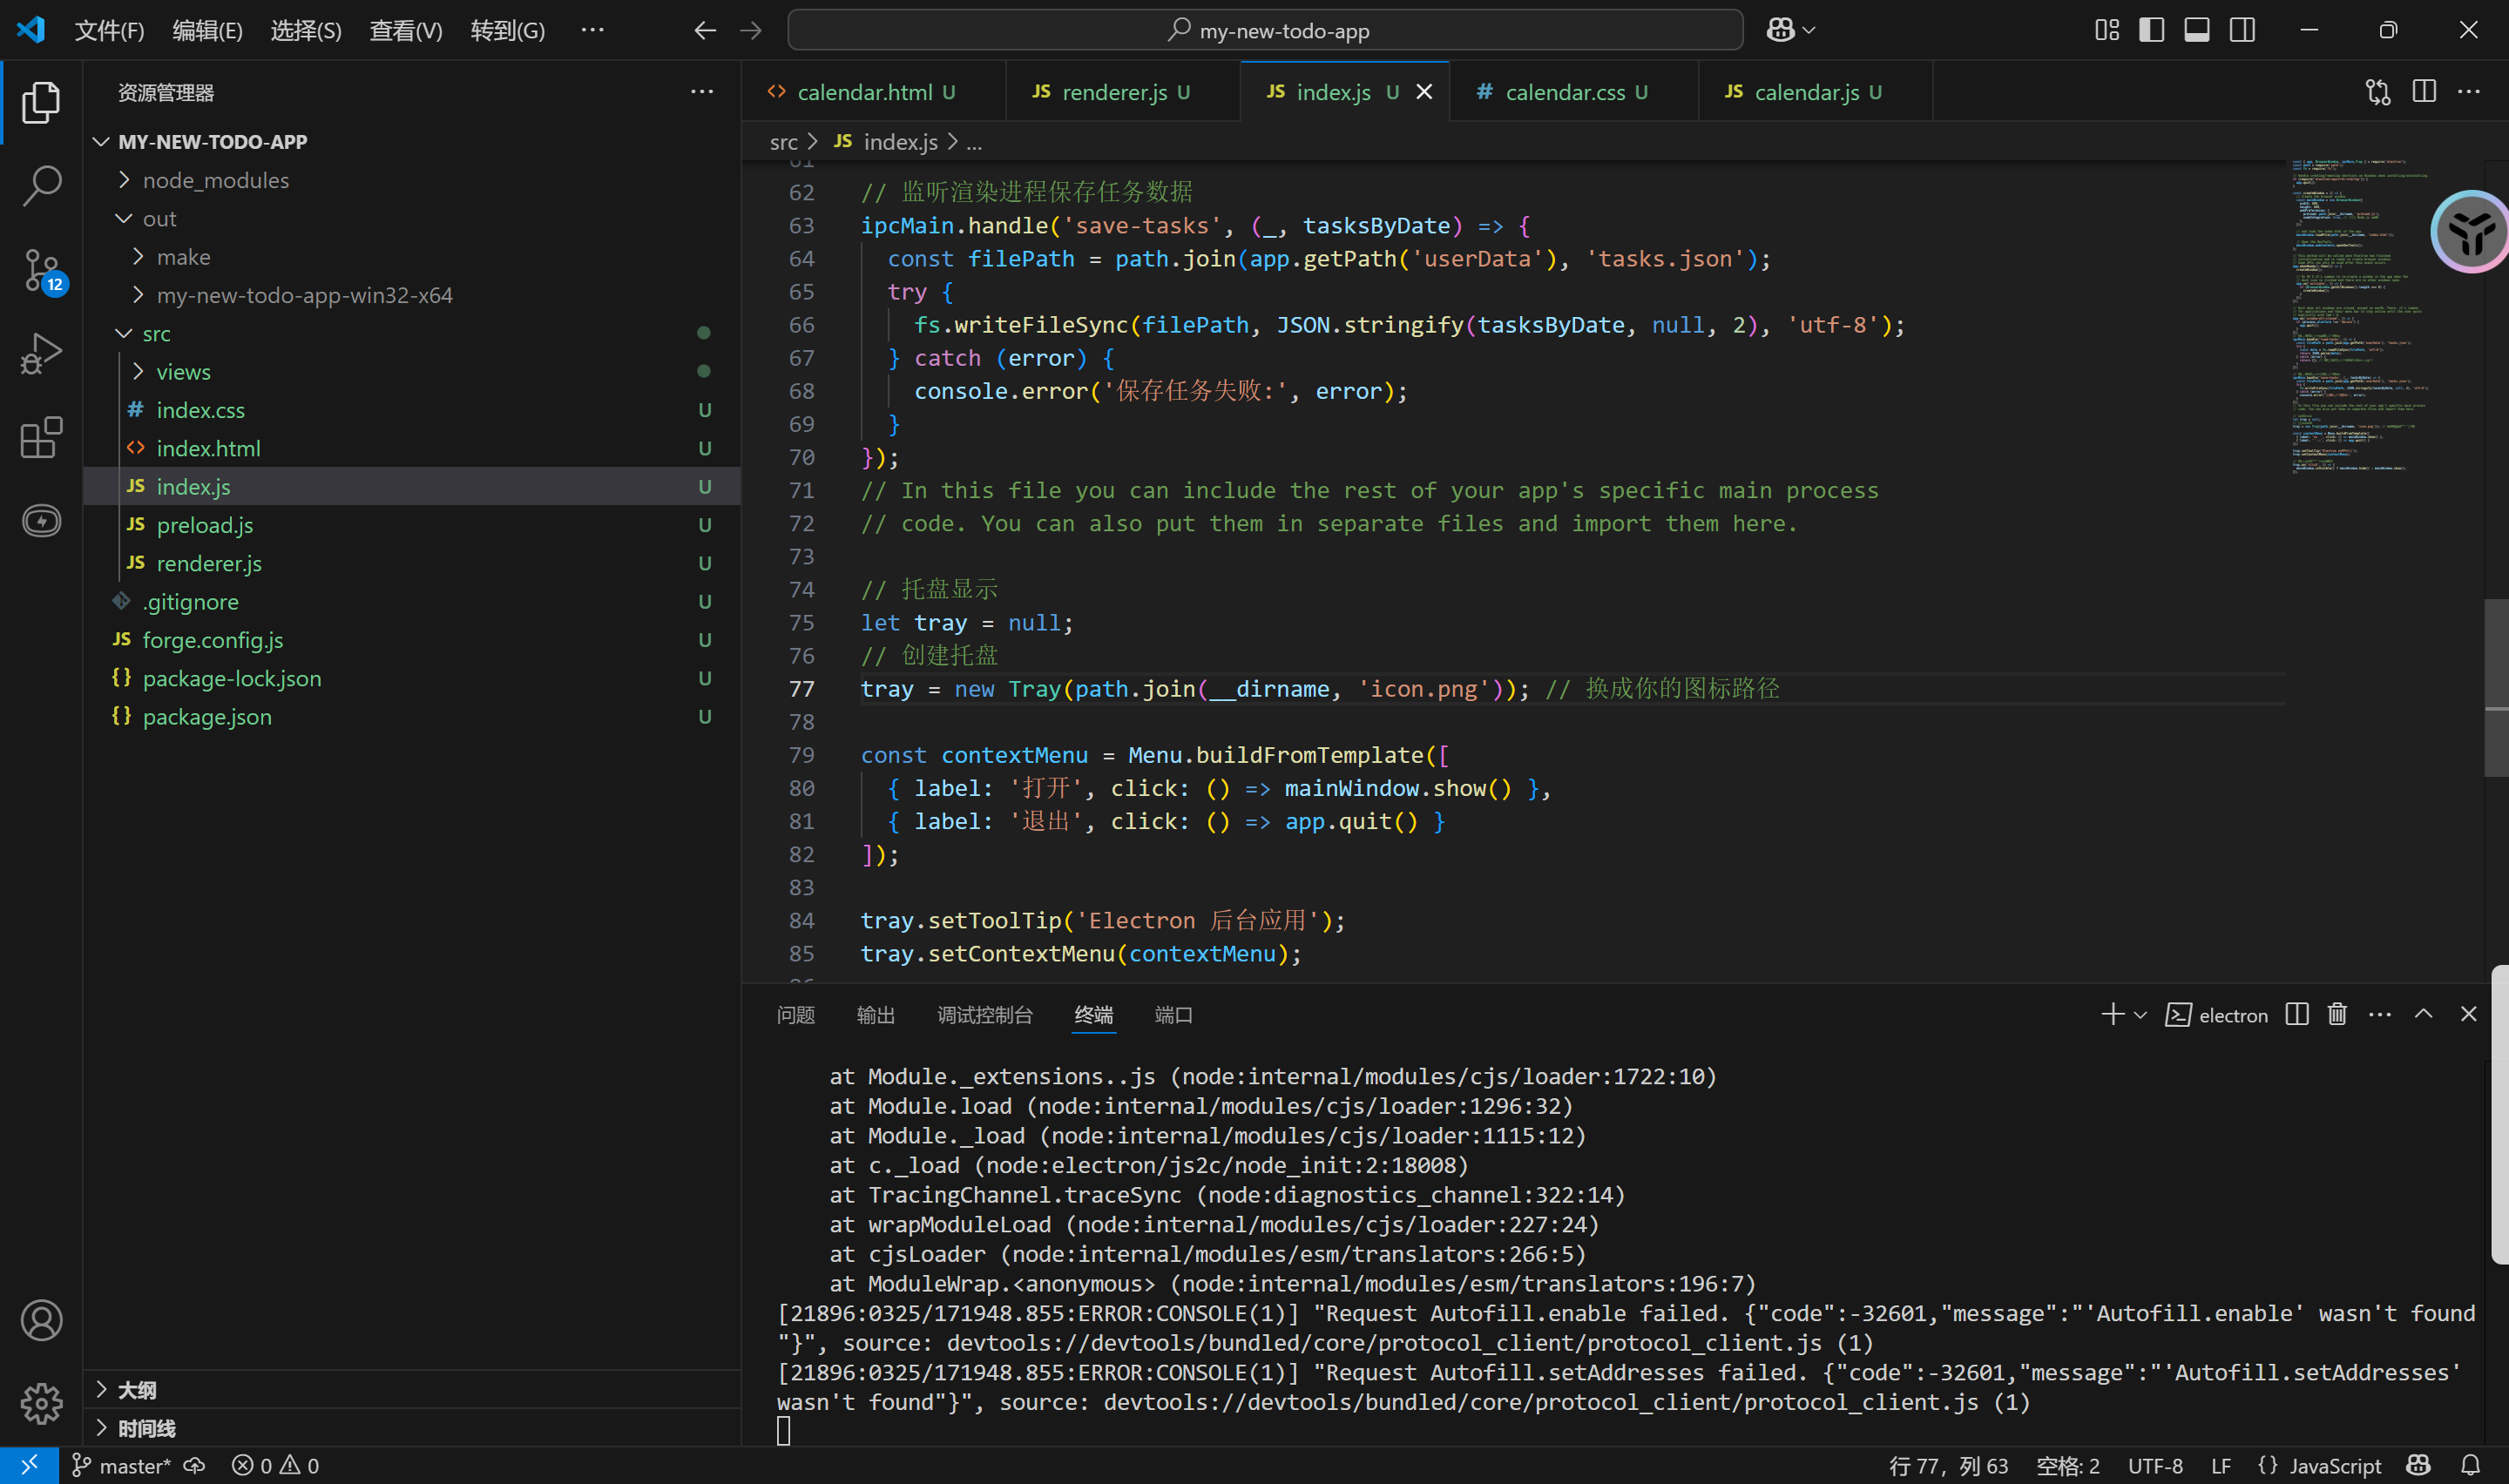 文件(F) 编辑(E) 选择(S) 查看(V) 转到(G) ··· my-new-todo-app
资源管理器 ···
MY-NEW-TODO-APP
node_modules
out
make
my-new-todo-app-win32-x64
src
views
# index.css U
<> index.html U
JS index.js U
JS preload.js U
JS renderer.js U
.gitignore U
JS forge.config.js U
{} package-lock.json U
{} package.json U
大纲
时间线
12
<> calendar.html U JS renderer.js U JS index.js U # calendar.css U JS calendar.js U
src > JS index.js > ...
61
62 // 监听渲染进程保存任务数据
63 ipcMain.handle('save-tasks', (_, tasksByDate) => {
64 const filePath = path.join(app.getPath('userData'), 'tasks.json');
65 try {
66 fs.writeFileSync(filePath, JSON.stringify(tasksByDate, null, 2), 'utf-8');
67 } catch (error) {
68 console.error('保存任务失败:', error);
69 }
70 });
71 // In this file you can include the rest of your app's specific main process
72 // code. You can also put them in separate files and import them here.
73
74 // 托盘显示
75 let tray = null;
76 // 创建托盘
77 tray = new Tray(path.join(__dirname, 'icon.png')); // 换成你的图标路径
78
79 const contextMenu = Menu.buildFromTemplate([
80 { label: '打开', click: () => mainWindow.show() },
81 { label: '退出', click: () => app.quit() }
82 ]);
83
84 tray.setToolTip('Electron 后台应用');
85 tray.setContextMenu(contextMenu);
问题 输出 调试控制台 终端 端口 electron
at Module._extensions..js (node:internal/modules/cjs/loader:1722:10)
at Module.load (node:internal/modules/cjs/loader:1296:32)
at Module._load (node:internal/modules/cjs/loader:1115:12)
at c._load (node:electron/js2c/node_init:2:18008)
at TracingChannel.traceSync (node:diagnostics_channel:322:14)
at wrapModuleLoad (node:internal/modules/cjs/loader:227:24)
at cjsLoader (node:internal/modules/esm/translators:266:5)
at ModuleWrap.<anonymous> (node:internal/modules/esm/translators:196:7)
[21896:0325/171948.855:ERROR:CONSOLE(1)] "Request Autofill.enable failed. {"code":-32601,"message":"'Autofill.enable' wasn't found
"}", source: devtools://devtools/bundled/core/protocol_client/protocol_client.js (1)
[21896:0325/171948.855:ERROR:CONSOLE(1)] "Request Autofill.setAddresses failed. {"code":-32601,"message":"'Autofill.setAddresses'
wasn't found"}", source: devtools://devtools/bundled/core/protocol_client/protocol_client.js (1)
master* 0 0 行 77，列 63 空格: 2 UTF-8 LF {} JavaScript